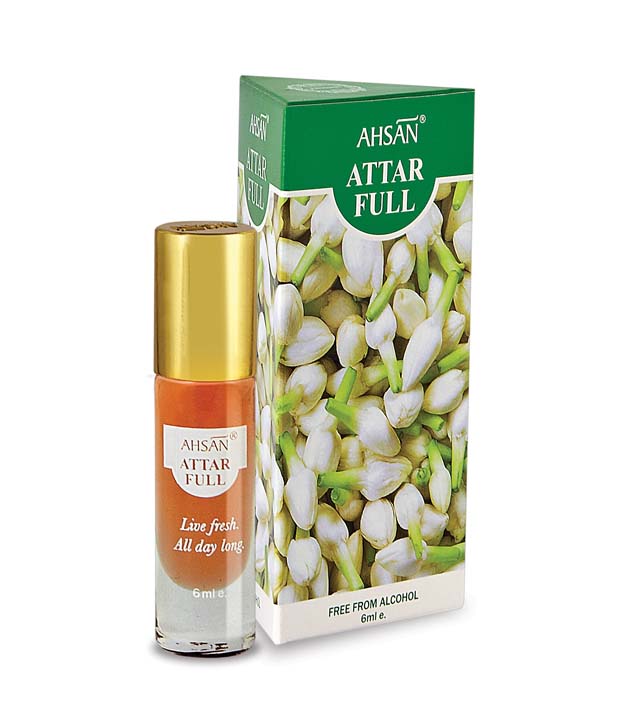 AHSAN®
ATTAR
FULL
FREE FROM ALCOHOL
6ml e.
AHSAN
ATTAR
FULL
AHSAN®
ATTAR
FULL
Live fresh.
All day long.
6ml e.